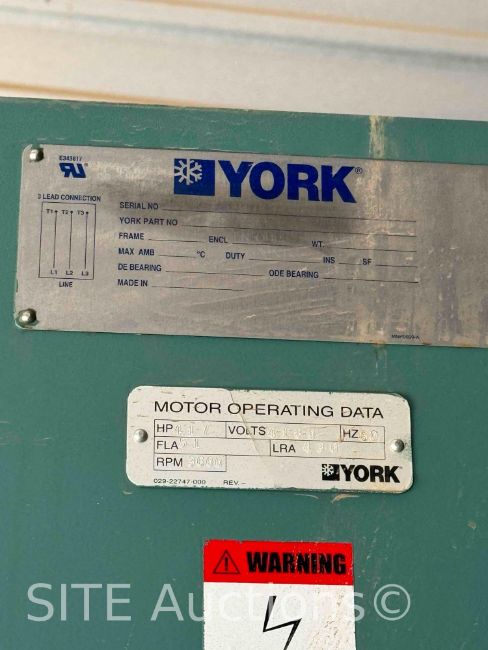 E343817
YORK®
3 LEAD CONNECTION
T1 T2 T3
L1 L2 L3
LINE
SERIAL NO
YORK PART NO
FRAME ENCL WT.
MAX AMB °C DUTY INS SF
DE BEARING ODE BEARING
MADE IN
MOTOR OPERATING DATA
HP VOLTS HZ
FLA LRA
RPM
YORK
029-22747-000 REV. -
WARNING
SITE Auctions©